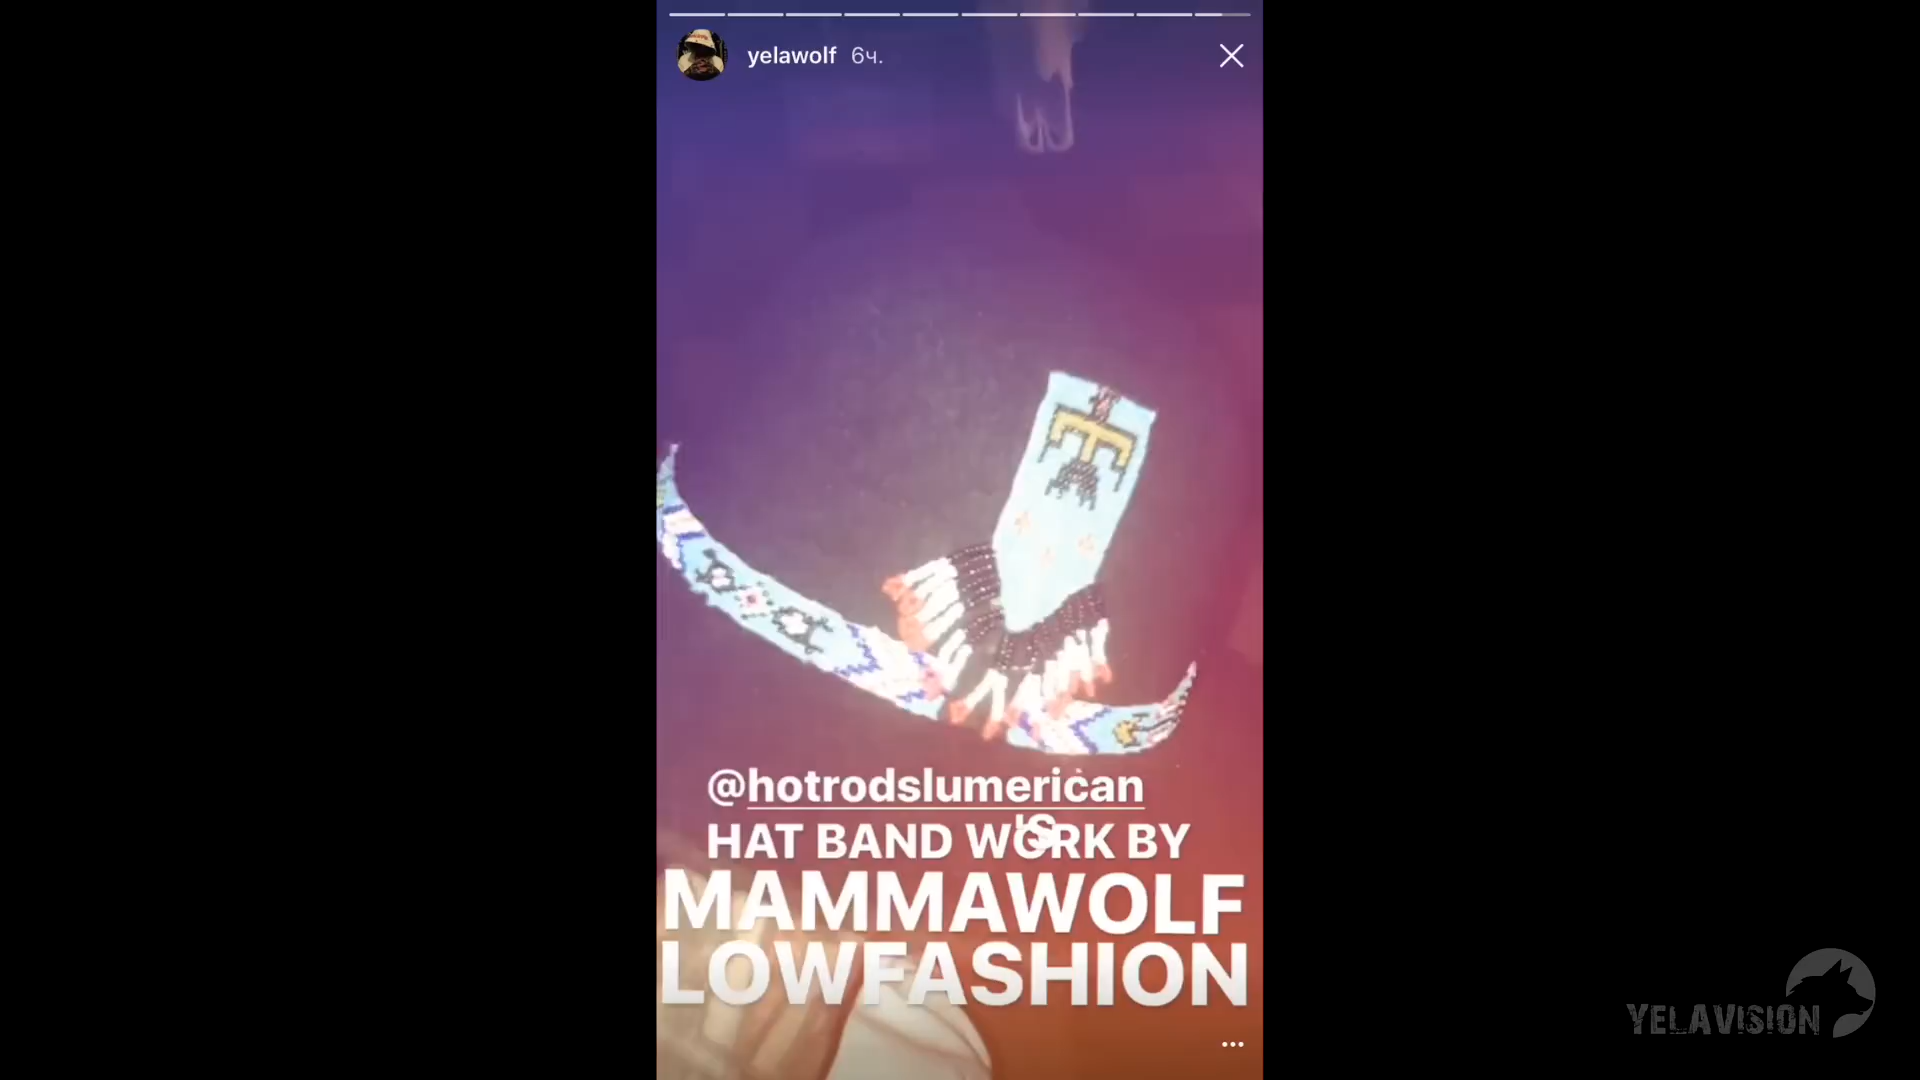 yelawolf 6ч.
@hotrodslumerican
'S
HAT BAND WORK BY
MAMMAWOLF
LOWFASHION
YELAVISION